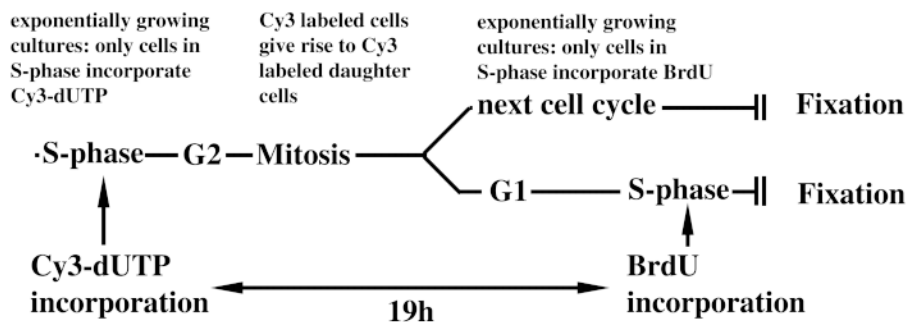 exponentially growing
cultures: only cells in
S-phase incorporate
Cy3-dUTP
Cy3 labeled cells
give rise to Cy3
labeled daughter
cells
exponentially growing
cultures: only cells in
S-phase incorporate BrdU
next cell cycle
Fixation
·S-phase
G2
Mitosis
G1
S-phase
Fixation
Cy3-dUTP
incorporation
19h
BrdU
incorporation